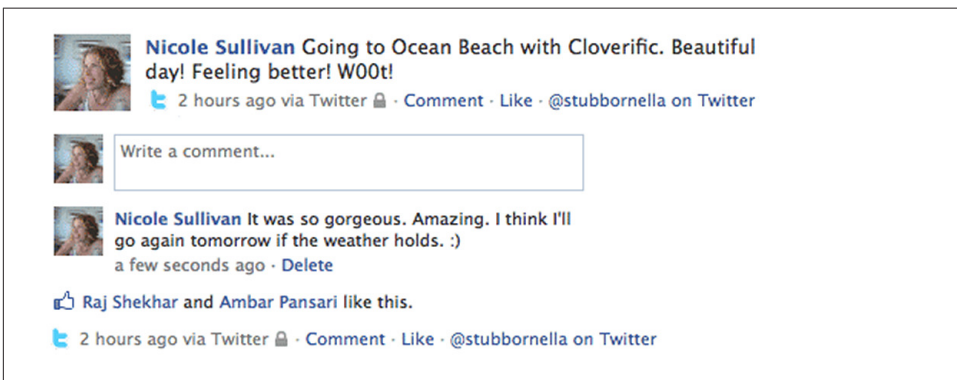 Nicole Sullivan Going to Ocean Beach with Cloverific. Beautiful
day! Feeling better! W00t!
2 hours ago via Twitter · Comment · Like · @stubbornella on Twitter
Write a comment...
Nicole Sullivan It was so gorgeous. Amazing. I think I'll
go again tomorrow if the weather holds. :)
a few seconds ago · Delete
Raj Shekhar and Ambar Pansari like this.
2 hours ago via Twitter · Comment · Like · @stubbornella on Twitter